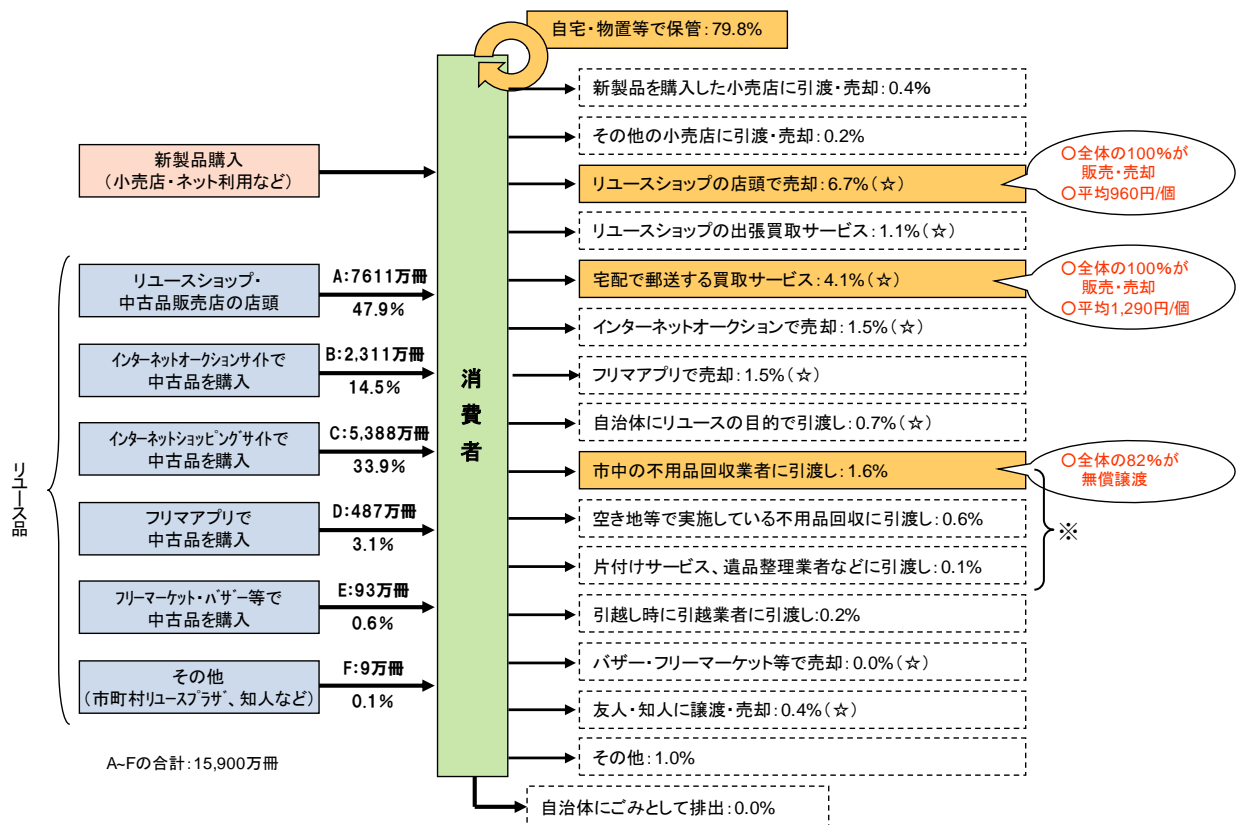 自宅・物置等で保管：79.8%
新製品を購入した小売店に引渡・売却：0.4%
その他の小売店に引渡・売却：0.2%
新製品購入
（小売店・ネット利用など）
リユースショップの店頭で売却：6.7%（☆）
○全体の100%が
販売・売却
○平均960円/個
リユースショップの出張買取サービス：1.1%（☆）
リユースショップ・
中古品販売店の店頭
A：7611万冊
47.9%
宅配で郵送する買取サービス：4.1%（☆）
○全体の100%が
販売・売却
○平均1,290円/個
インターネットオークションで売却：1.5%（☆）
インターネットオークションサイトで
中古品を購入
B：2,311万冊
14.5%
フリマアプリで売却：1.5%（☆）
消費者
自治体にリユースの目的で引渡し：0.7%（☆）
インターネットショッピングサイトで
中古品を購入
C：5,388万冊
33.9%
市中の不用品回収業者に引渡し：1.6%
○全体の82%が
無償譲渡
リユース品
フリマアプリで
中古品を購入
D：487万冊
3.1%
空き地等で実施している不用品回収に引渡し：0.6%
※
片付けサービス、遺品整理業者などに引渡し：0.1%
フリーマーケット・バザー等で
中古品を購入
E：93万冊
0.6%
引越し時に引越業者に引渡し:0.2%
バザー・フリーマーケット等で売却：0.0%（☆）
その他
（市町村リユースプラザ、知人など）
F：9万冊
0.1%
友人・知人に譲渡・売却：0.4%（☆）
その他：1.0%
A~Fの合計：15,900万冊
自治体にごみとして排出：0.0%